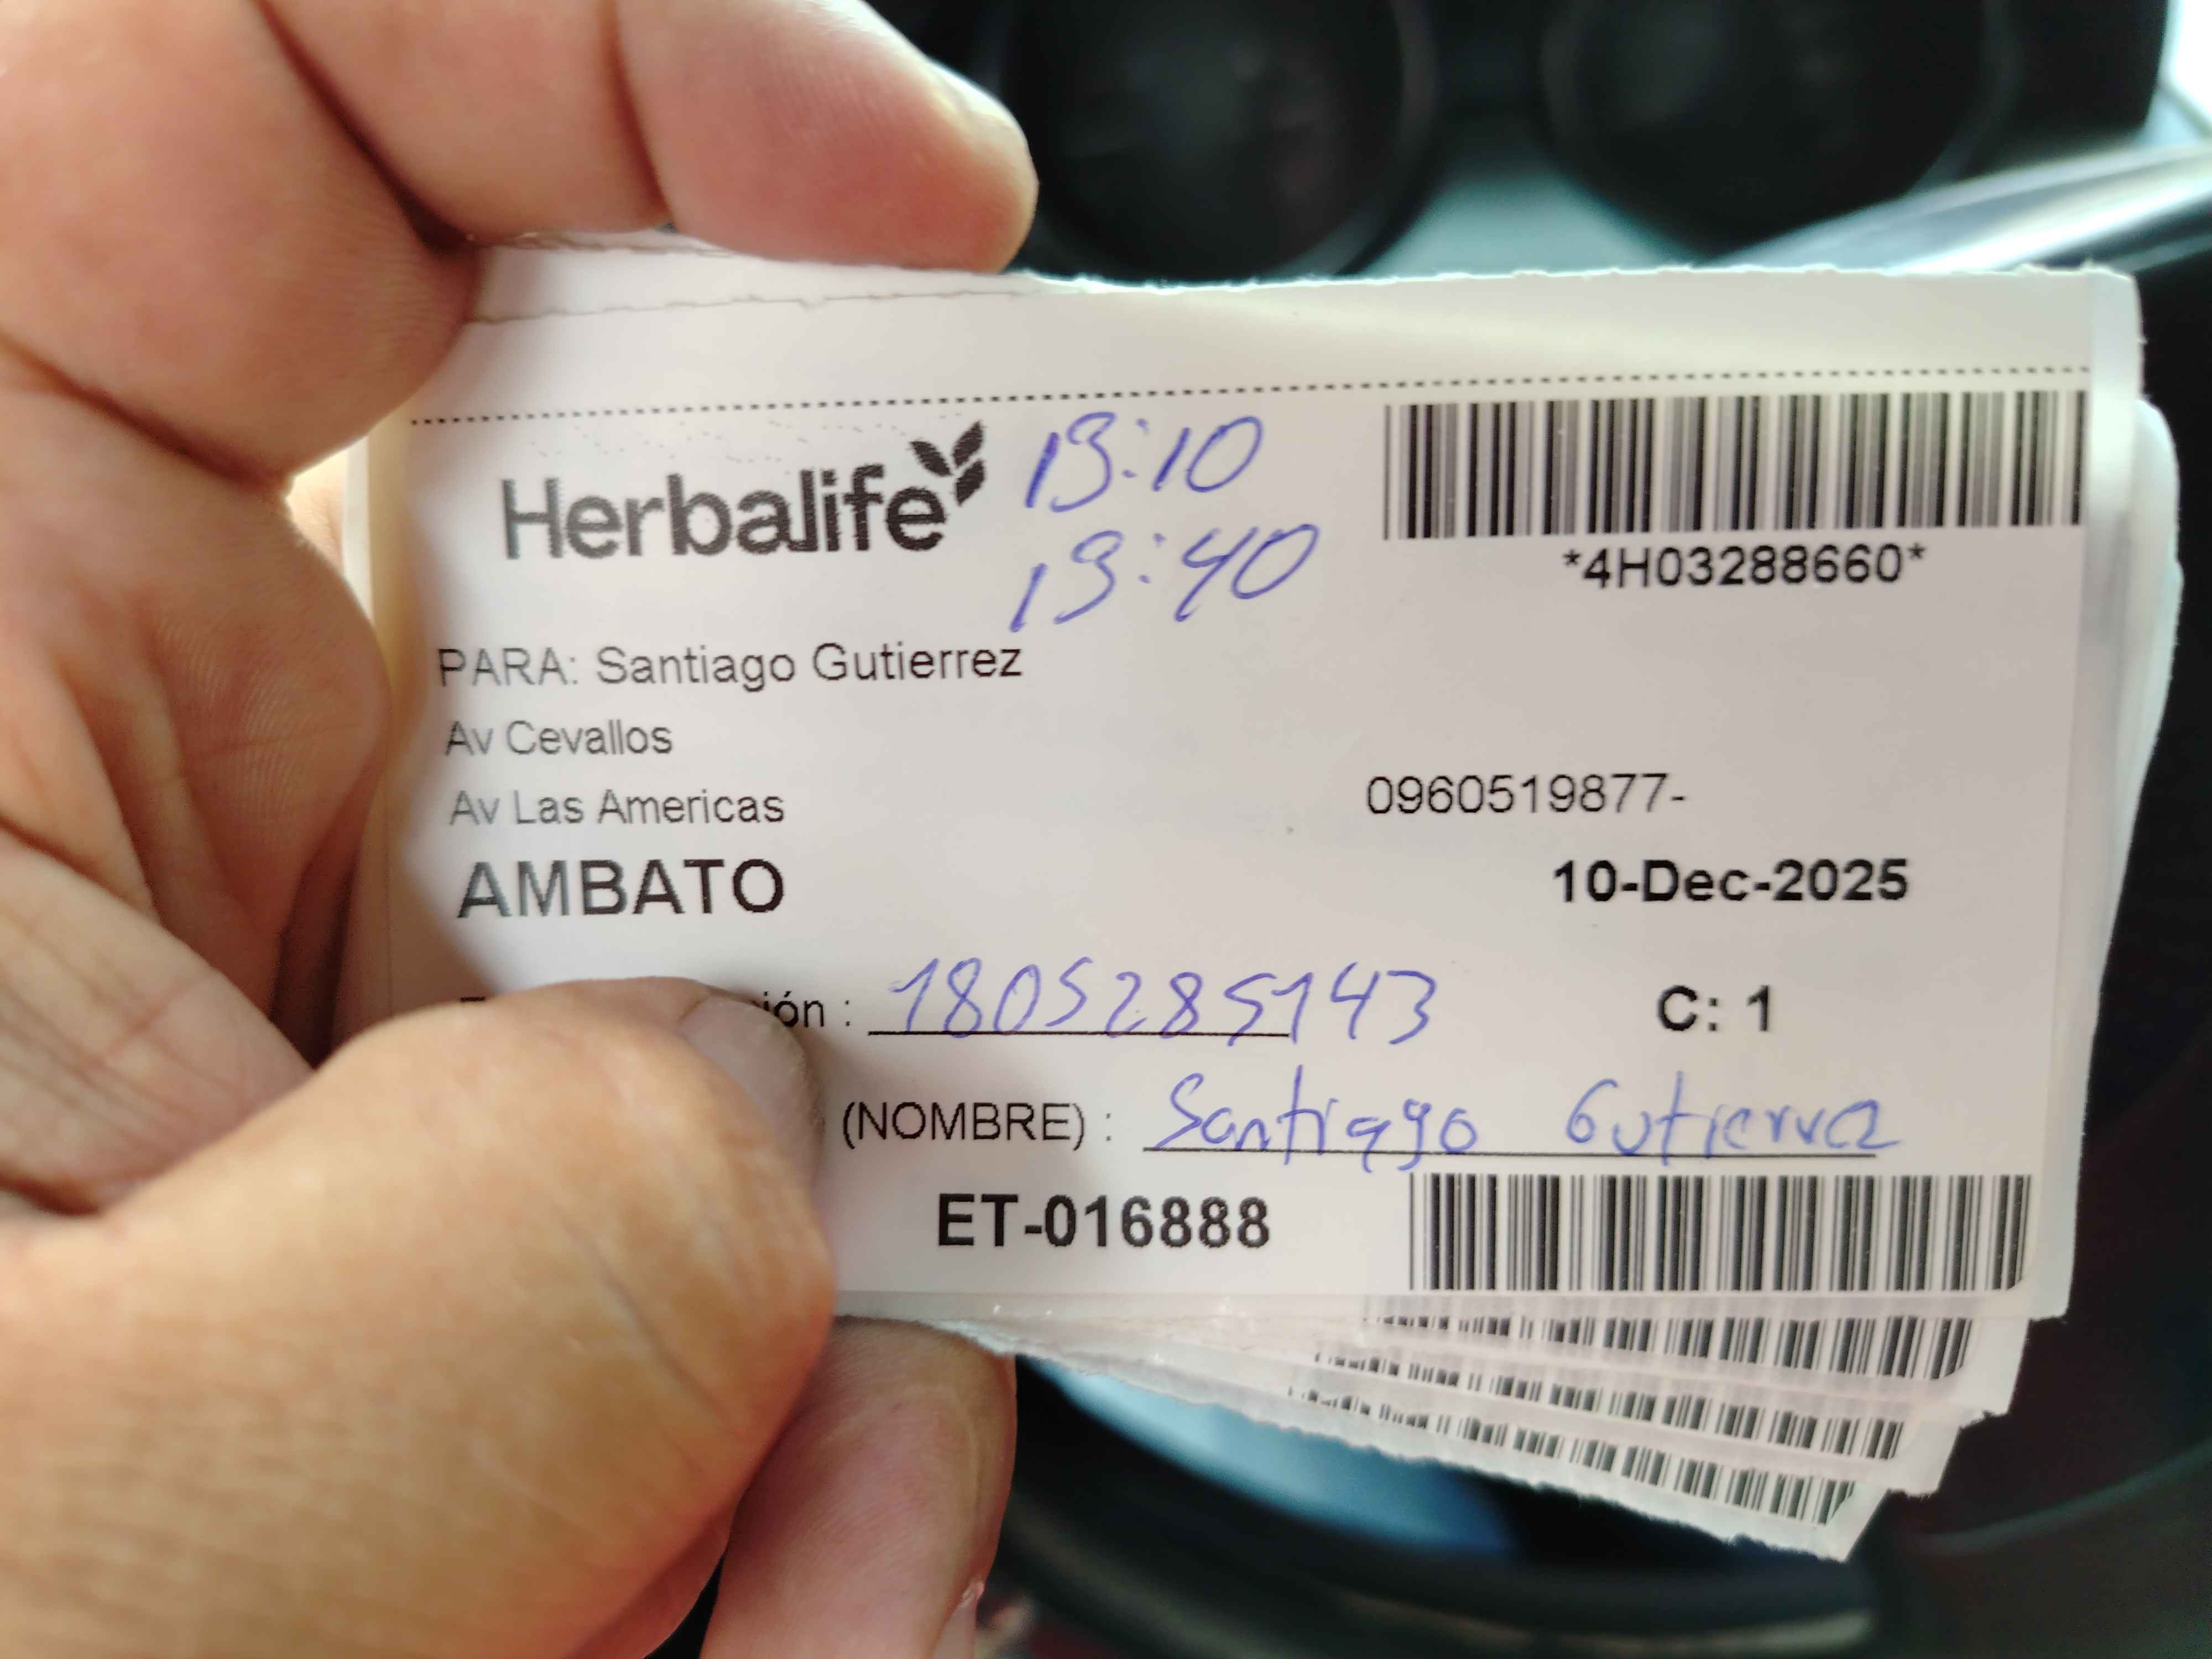 Herbalife
13:10
13:40
*4H03288660*
PARA: Santiago Gutierrez
Av Cevallos
Av Las Americas
0960519877-
AMBATO
10-Dec-2025
ión : 1805285143
C: 1
(NOMBRE) : Santiago Gutierrez
ET-016888